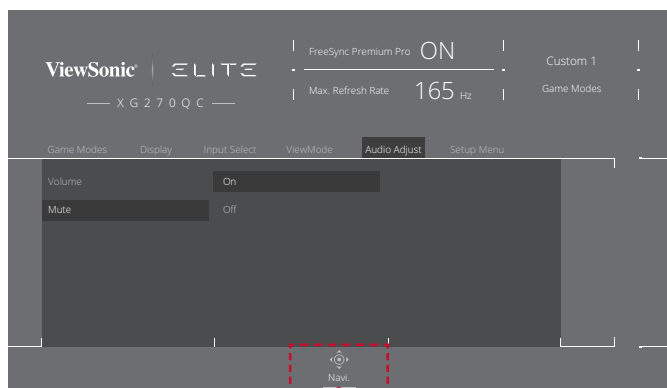 ViewSonic ELITE
XG270QC
FreeSync Premium Pro ON
Max. Refresh Rate 165 Hz
Custom 1
Game Modes
Game Modes Display Input Select ViewMode Audio Adjust Setup Menu
Volume On
Mute Off
Navi.